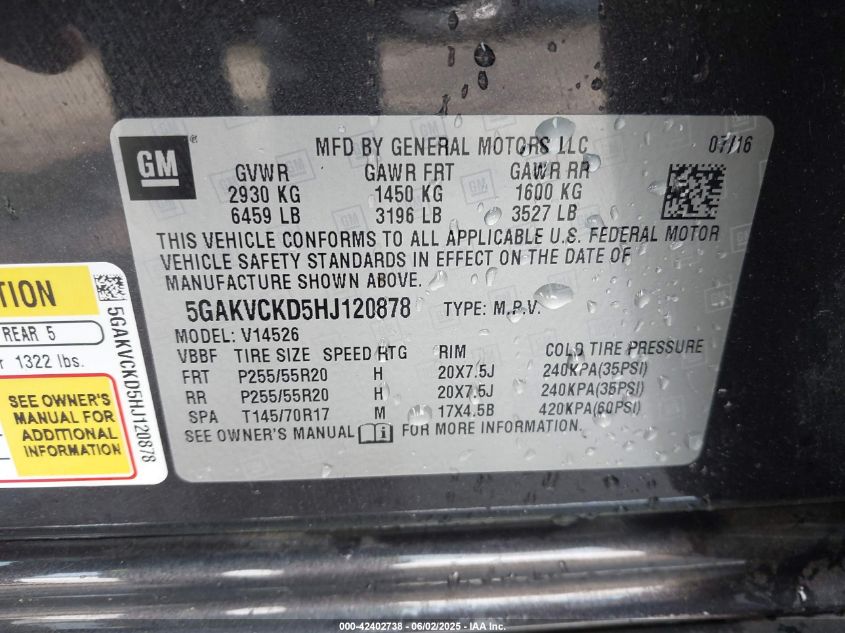 GM
®
MFD BY GENERAL MOTORS LLC
07/16
GVWR GAWR FRT GAWR RR
2930 KG 1450 KG 1600 KG
6459 LB 3196 LB 3527 LB
THIS VEHICLE CONFORMS TO ALL APPLICABLE U.S. FEDERAL MOTOR
VEHICLE SAFETY STANDARDS IN EFFECT ON THE DATE OF
MANUFACTURE SHOWN ABOVE.
5GAKVCKD5HJ120878 TYPE: M.P.V.
MODEL: V14526
VBBF TIRE SIZE SPEED RTG RIM COLD TIRE PRESSURE
FRT P255/55R20 H 20X7.5J 240KPA(35PSI)
RR P255/55R20 H 20X7.5J 240KPA(35PSI)
SPA T145/70R17 M 17X4.5B 420KPA(60PSI)
SEE OWNER'S MANUAL FOR MORE INFORMATION.
REAR 5
1322 lbs.
SEE OWNER'S
MANUAL FOR
ADDITIONAL
INFORMATION
5GAKVCKD5HJ120878
000-42402738 - 06/02/2025 - IAA Inc.